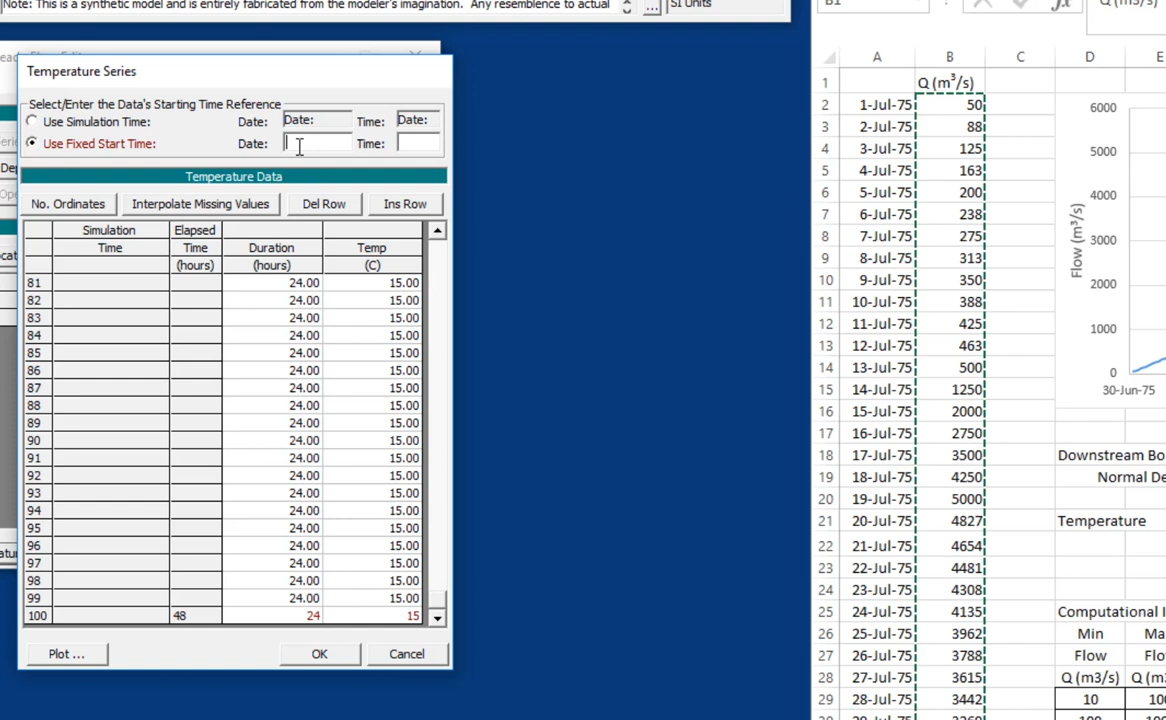 Note: This is a synthetic model and is entirely fabricated from the modeler's imagination. Any resemblance to actual
...
SI Units
Temperature Series
Select/Enter the Data's Starting Time Reference
Use Simulation Time: Date: Date: Time: Date:
Use Fixed Start Time: Date: Time:
Temperature Data
No. Ordinates Interpolate Missing Values Del Row Ins Row
Simulation Elapsed
Time Time Duration Temp
(hours) (hours) (C)
81 24.00 15.00
82 24.00 15.00
83 24.00 15.00
84 24.00 15.00
85 24.00 15.00
86 24.00 15.00
87 24.00 15.00
88 24.00 15.00
89 24.00 15.00
90 24.00 15.00
91 24.00 15.00
92 24.00 15.00
93 24.00 15.00
94 24.00 15.00
95 24.00 15.00
96 24.00 15.00
97 24.00 15.00
98 24.00 15.00
99 24.00 15.00
100 48 24 15
Plot ... OK Cancel
A B C D E
1 Q (m³/s)
2 1-Jul-75 50
3 2-Jul-75 88
4 3-Jul-75 125
5 4-Jul-75 163
6 5-Jul-75 200
7 6-Jul-75 238
8 7-Jul-75 275
9 8-Jul-75 313
10 9-Jul-75 350
11 10-Jul-75 388
12 11-Jul-75 425
13 12-Jul-75 463
14 13-Jul-75 500
15 14-Jul-75 1250
16 15-Jul-75 2000
17 16-Jul-75 2750
18 17-Jul-75 3500 Downstream Bo
19 18-Jul-75 4250 Normal De
20 19-Jul-75 5000
21 20-Jul-75 4827 Temperature
22 21-Jul-75 4654
23 22-Jul-75 4481
24 23-Jul-75 4308
25 24-Jul-75 4135 Computational I
26 25-Jul-75 3962 Min Ma
27 26-Jul-75 3788 Flow Flo
28 27-Jul-75 3615 Q (m3/s) Q (m3
29 28-Jul-75 3442 10 10
Flow (m³/s)
6000
5000
4000
3000
2000
1000
0
30-Jun-75